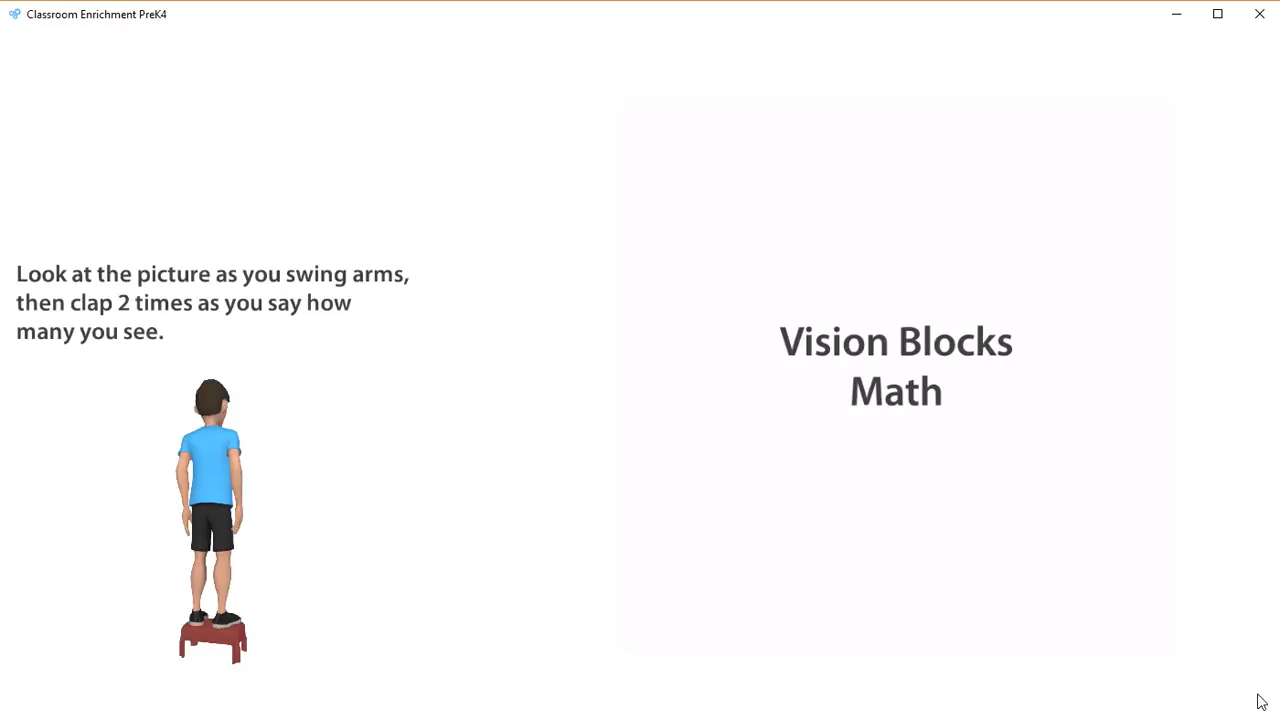 Classroom Enrichment PreK4
Look at the picture as you swing arms,
then clap 2 times as you say how
many you see.
Vision Blocks
Math